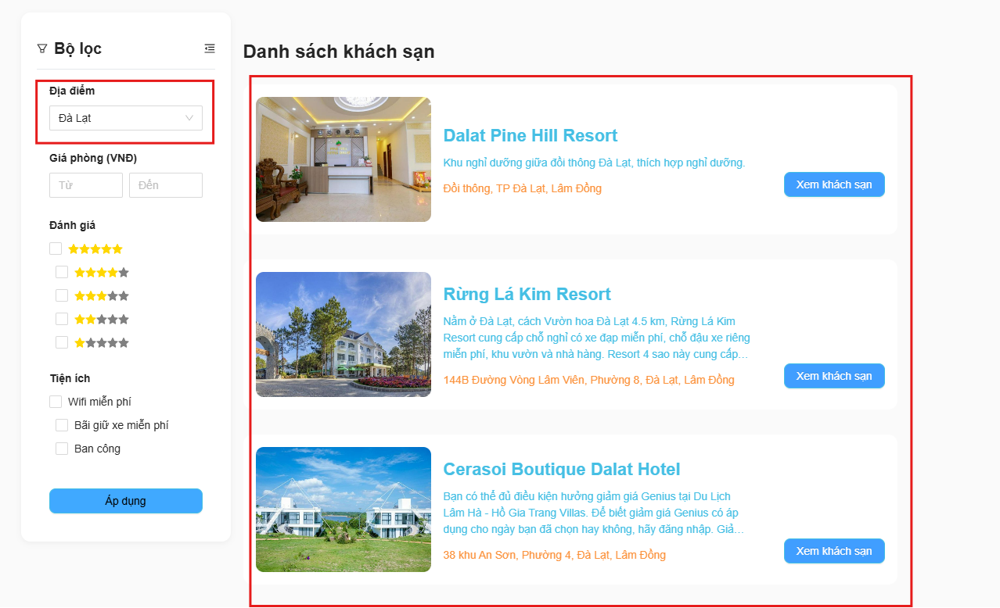 Bộ lọc
Địa điểm
Đà Lạt
Giá phòng (VNĐ)
Từ
Đến
Đánh giá
Tiện ích
Wifi miễn phí
Bãi giữ xe miễn phí
Ban công
Áp dụng
Danh sách khách sạn
Dalat Pine Hill Resort
Khu nghỉ dưỡng giữa đồi thông Đà Lạt, thích hợp nghỉ dưỡng.
Đồi thông, TP Đà Lạt, Lâm Đồng
Xem khách sạn
Rừng Lá Kim Resort
Nằm ở Đà Lạt, cách Vườn hoa Đà Lạt 4.5 km, Rừng Lá Kim
Resort cung cấp chỗ nghỉ có xe đạp miễn phí, chỗ đậu xe riêng
miễn phí, khu vườn và nhà hàng. Resort 4 sao này cung cấp…
144B Đường Vòng Lâm Viên, Phường 8, Đà Lạt, Lâm Đồng
Xem khách sạn
Cerasoi Boutique Dalat Hotel
Bạn có thể đủ điều kiện hưởng giảm giá Genius tại Du Lịch
Lâm Hà - Hồ Gia Trang Villas. Để biết giảm giá Genius có áp
dụng cho ngày bạn đã chọn hay không, hãy đăng nhập. Giả…
38 khu An Sơn, Phường 4, Đà Lạt, Lâm Đồng
Xem khách sạn